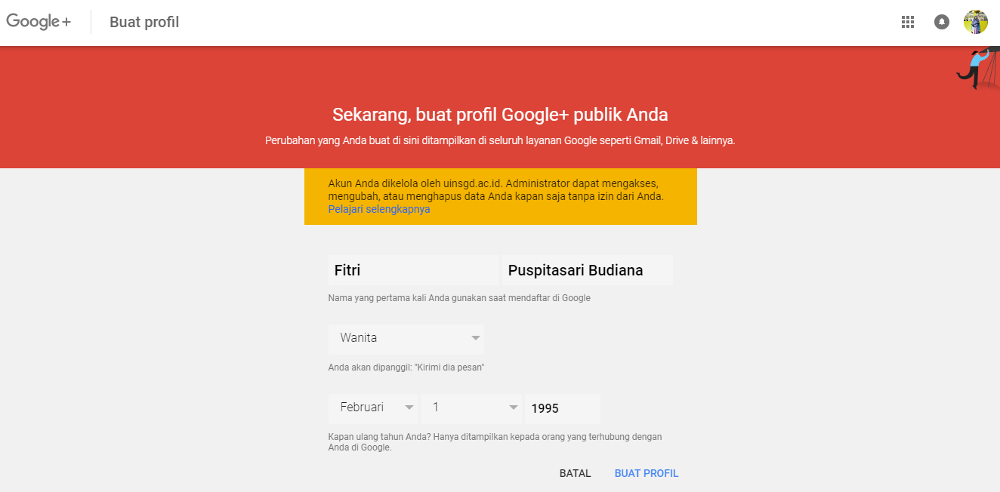 Google+ Buat profil
Sekarang, buat profil Google+ publik Anda
Perubahan yang Anda buat di sini ditampilkan di seluruh layanan Google seperti Gmail, Drive & lainnya.
Akun Anda dikelola oleh uinsgd.ac.id. Administrator dapat mengakses,
mengubah, atau menghapus data Anda kapan saja tanpa izin dari Anda.
Pelajari selengkapnya
Fitri Puspitasari Budiana
Nama yang pertama kali Anda gunakan saat mendaftar di Google
Wanita
Anda akan dipanggil: "Kirimi dia pesan"
Februari 1 1995
Kapan ulang tahun Anda? Hanya ditampilkan kepada orang yang terhubung dengan
Anda di Google.
BATAL BUAT PROFIL